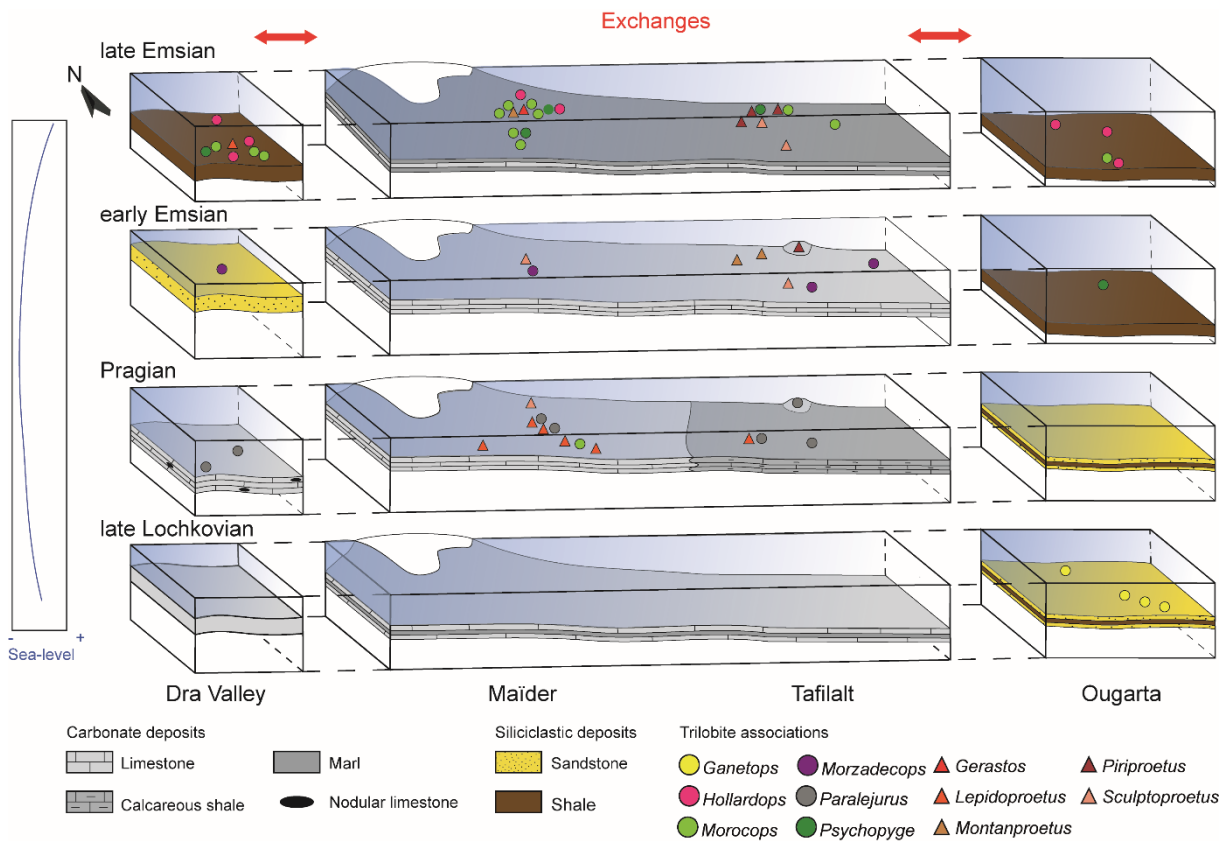 Exchanges
late Emsian
N
early Emsian
Pragian
late Lochkovian
- +
Sea-level
Dra Valley
Maïder
Tafilalt
Ougarta
Carbonate deposits
Limestone
Marl
Calcareous shale
Nodular limestone
Siliciclastic deposits
Sandstone
Shale
Trilobite associations
Ganetops
Morzadecops
Gerastos
Piriproetus
Hollardops
Paralejurus
Lepidoproetus
Sculptoproetus
Morocops
Psychopyge
Montanproetus